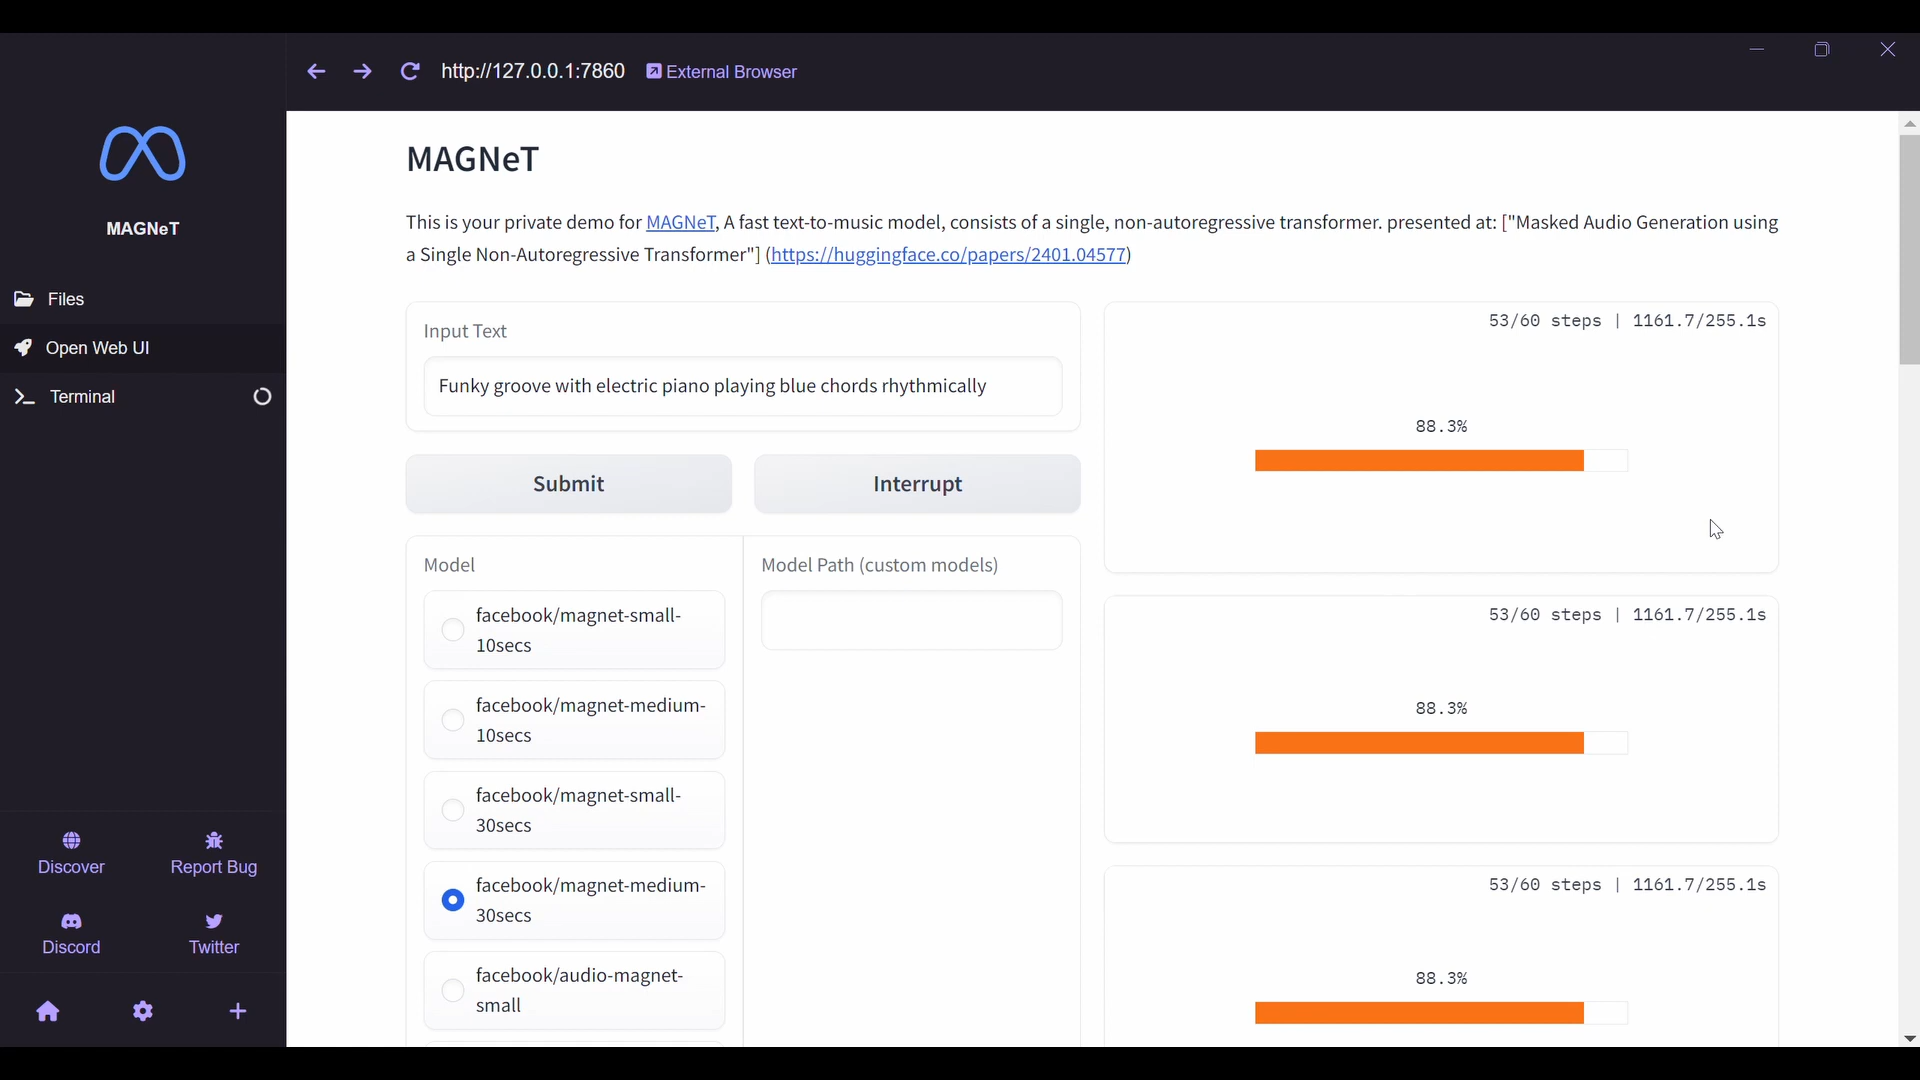 http://127.0.0.1:7860 External Browser
MAGNeT
Files
Open Web UI
Terminal
Discover
Report Bug
Discord
Twitter
MAGNeT
This is your private demo for MAGNeT, A fast text-to-music model, consists of a single, non-autoregressive transformer. presented at: ["Masked Audio Generation using
a Single Non-Autoregressive Transformer"] (https://huggingface.co/papers/2401.04577)
Input Text
Funky groove with electric piano playing blue chords rhythmically
Submit
Interrupt
Model
facebook/magnet-small-
10secs
facebook/magnet-medium-
10secs
facebook/magnet-small-
30secs
facebook/magnet-medium-
30secs
facebook/audio-magnet-
small
Model Path (custom models)
53/60 steps | 1161.7/255.1s
88.3%
53/60 steps | 1161.7/255.1s
88.3%
53/60 steps | 1161.7/255.1s
88.3%